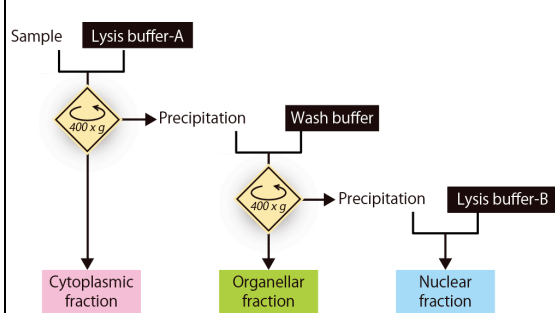 Sample
Lysis buffer-A
400 x g
Precipitation
Wash buffer
400 x g
Precipitation
Lysis buffer-B
Cytoplasmic
fraction
Organellar
fraction
Nuclear
fraction